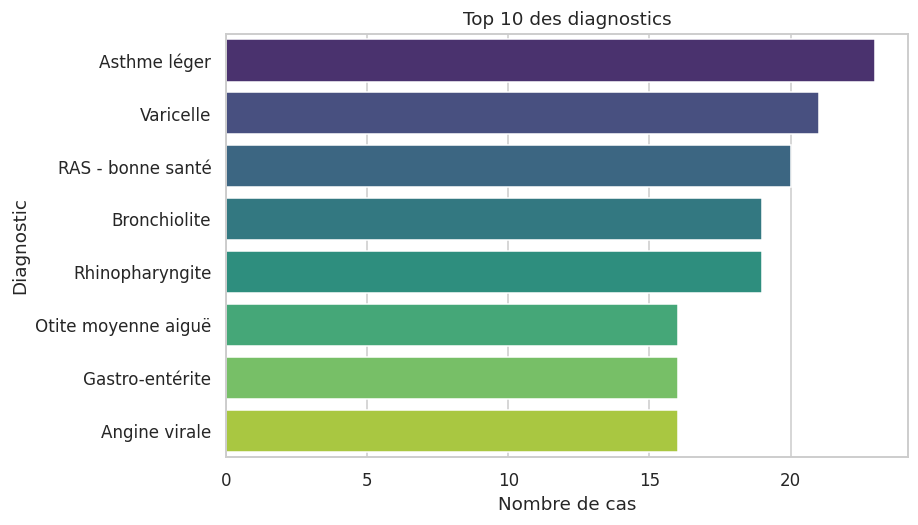 Top 10 des diagnostics
Diagnostic
Asthme léger
Varicelle
RAS - bonne santé
Bronchiolite
Rhinopharyngite
Otite moyenne aiguë
Gastro-entérite
Angine virale
0 5 10 15 20
Nombre de cas